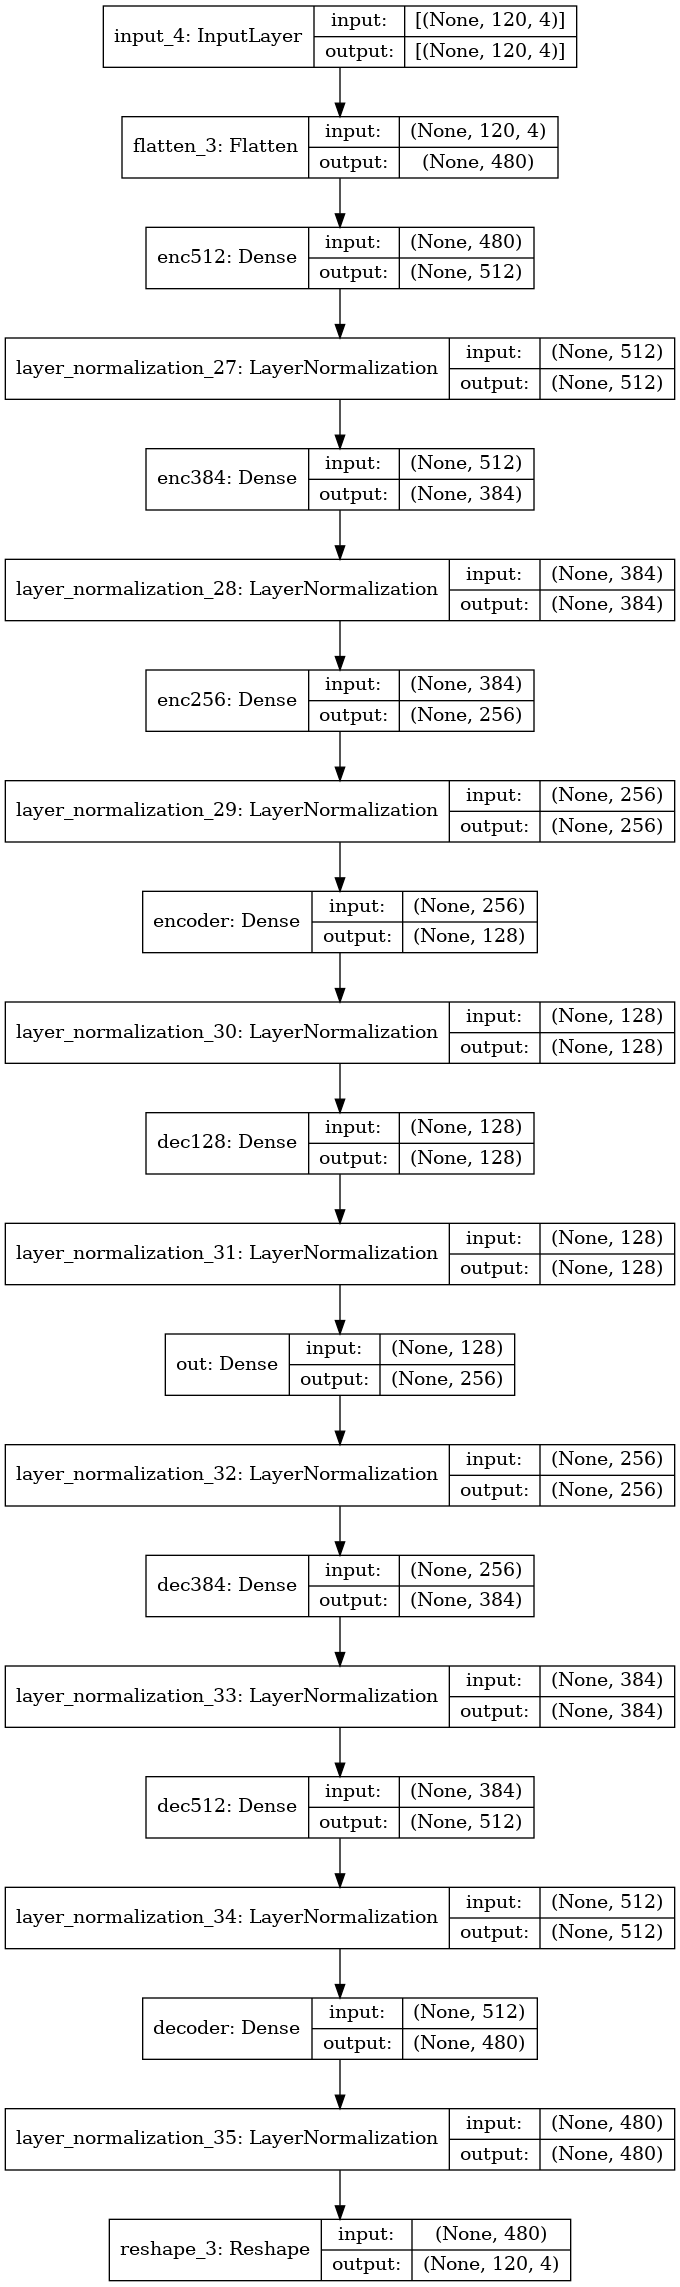 input_4: InputLayer
input: [(None, 120, 4)]
output: [(None, 120, 4)]
flatten_3: Flatten
input: (None, 120, 4)
output: (None, 480)
enc512: Dense
input: (None, 480)
output: (None, 512)
layer_normalization_27: LayerNormalization
input: (None, 512)
output: (None, 512)
enc384: Dense
input: (None, 512)
output: (None, 384)
layer_normalization_28: LayerNormalization
input: (None, 384)
output: (None, 384)
enc256: Dense
input: (None, 384)
output: (None, 256)
layer_normalization_29: LayerNormalization
input: (None, 256)
output: (None, 256)
encoder: Dense
input: (None, 256)
output: (None, 128)
layer_normalization_30: LayerNormalization
input: (None, 128)
output: (None, 128)
dec128: Dense
input: (None, 128)
output: (None, 128)
layer_normalization_31: LayerNormalization
input: (None, 128)
output: (None, 128)
out: Dense
input: (None, 128)
output: (None, 256)
layer_normalization_32: LayerNormalization
input: (None, 256)
output: (None, 256)
dec384: Dense
input: (None, 256)
output: (None, 384)
layer_normalization_33: LayerNormalization
input: (None, 384)
output: (None, 384)
dec512: Dense
input: (None, 384)
output: (None, 512)
layer_normalization_34: LayerNormalization
input: (None, 512)
output: (None, 512)
decoder: Dense
input: (None, 512)
output: (None, 480)
layer_normalization_35: LayerNormalization
input: (None, 480)
output: (None, 480)
reshape_3: Reshape
input: (None, 480)
output: (None, 120, 4)